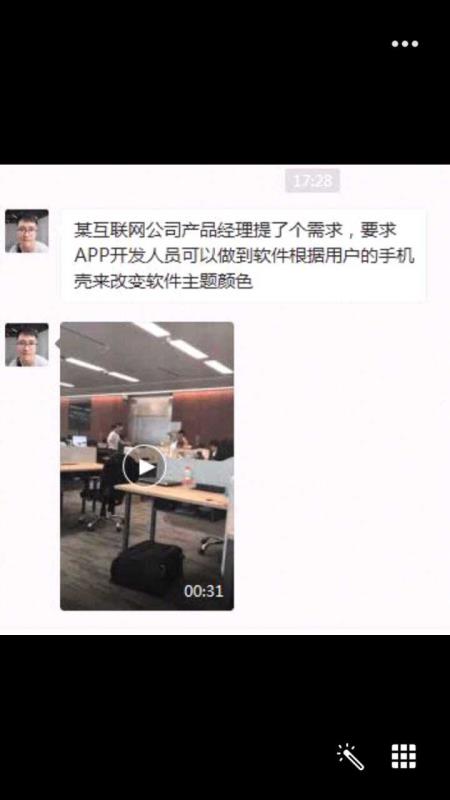 17:28
某互联网公司产品经理提了个需求，要求
APP开发人员可以做到软件根据用户的手机
壳来改变软件主题颜色
00:31